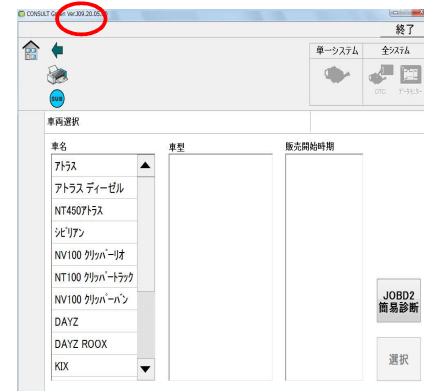 CONSULT Green Ver.J09.20.05.
終了
単一システム
全システム
DTC
データモニター
SUB
車両選択
車名
車型
販売開始時期
アトラス
アトラス ディーゼル
NT450アトラス
シビリアン
NV100 クリッパーリオ
NT100 クリッパートラック
NV100 クリッパーバン
DAYZ
DAYZ ROOX
KIX
JOBD2
簡易診断
選択